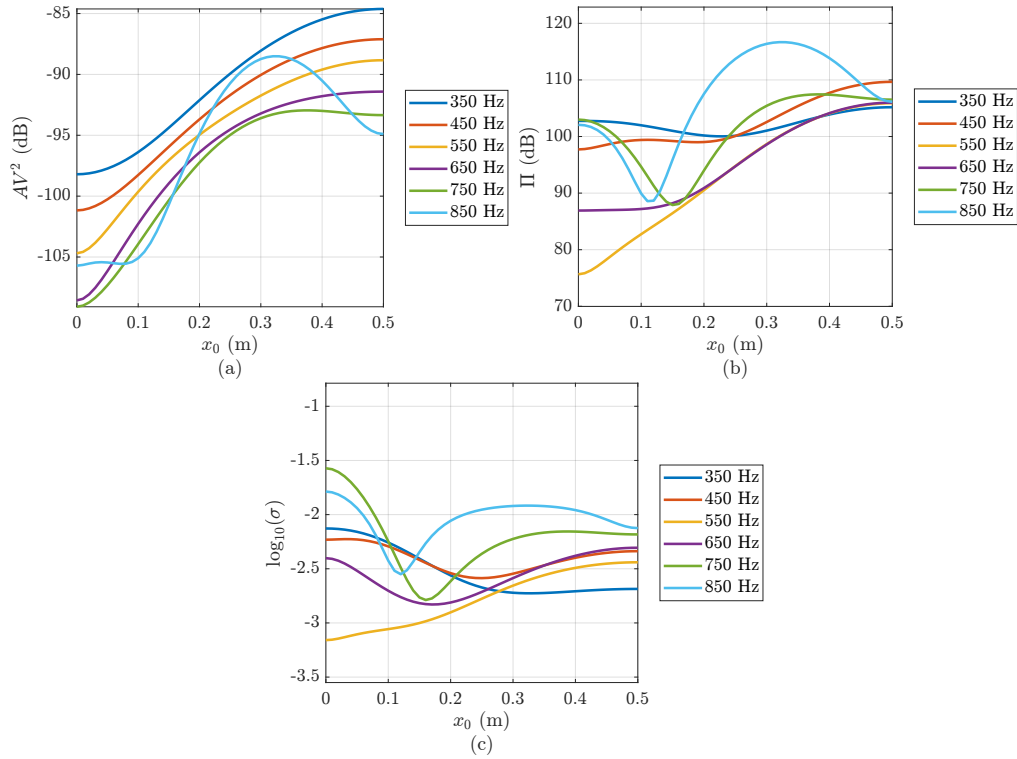 -85
-90
-95
-100
-105
AV² (dB)
0
0.1
0.2
0.3
0.4
0.5
x₀ (m)
(a)
350 Hz
450 Hz
550 Hz
650 Hz
750 Hz
850 Hz
120
110
100
90
80
70
Π (dB)
0
0.1
0.2
0.3
0.4
0.5
x₀ (m)
(b)
350 Hz
450 Hz
550 Hz
650 Hz
750 Hz
850 Hz
-1
-1.5
-2
-2.5
-3
-3.5
log₁₀(σ)
0
0.1
0.2
0.3
0.4
0.5
x₀ (m)
(c)
350 Hz
450 Hz
550 Hz
650 Hz
750 Hz
850 Hz